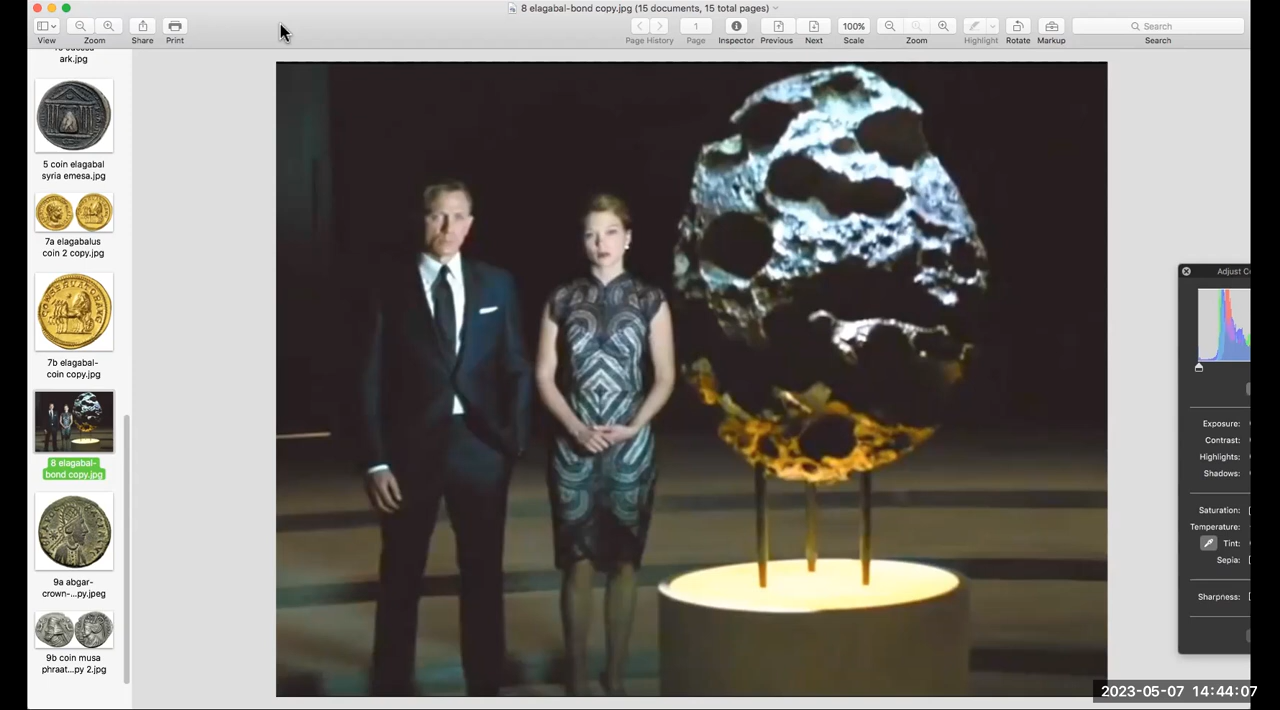 8 elagabal-bond copy.jpg (15 documents, 15 total pages)
View
Zoom
Share
Print
Page History
1
Page
Inspector
Previous
Next
100%
Scale
Zoom
Highlight
Rotate
Markup
Search
Search
ark.jpg
5 coin elagabal
syria emesa.jpg
7a elagabalus
coin 2 copy.jpg
7b elagabal-
coin copy.jpg
8 elagabal-
bond copy.jpg
9a abgar-
crown-...py.jpeg
9b coin musa
phraat...py 2.jpg
Adjust C
Exposure:
Contrast:
Highlights:
Shadows:
Saturation:
Temperature:
Tint:
Sepia:
Sharpness:
2023-05-07 14:44:07